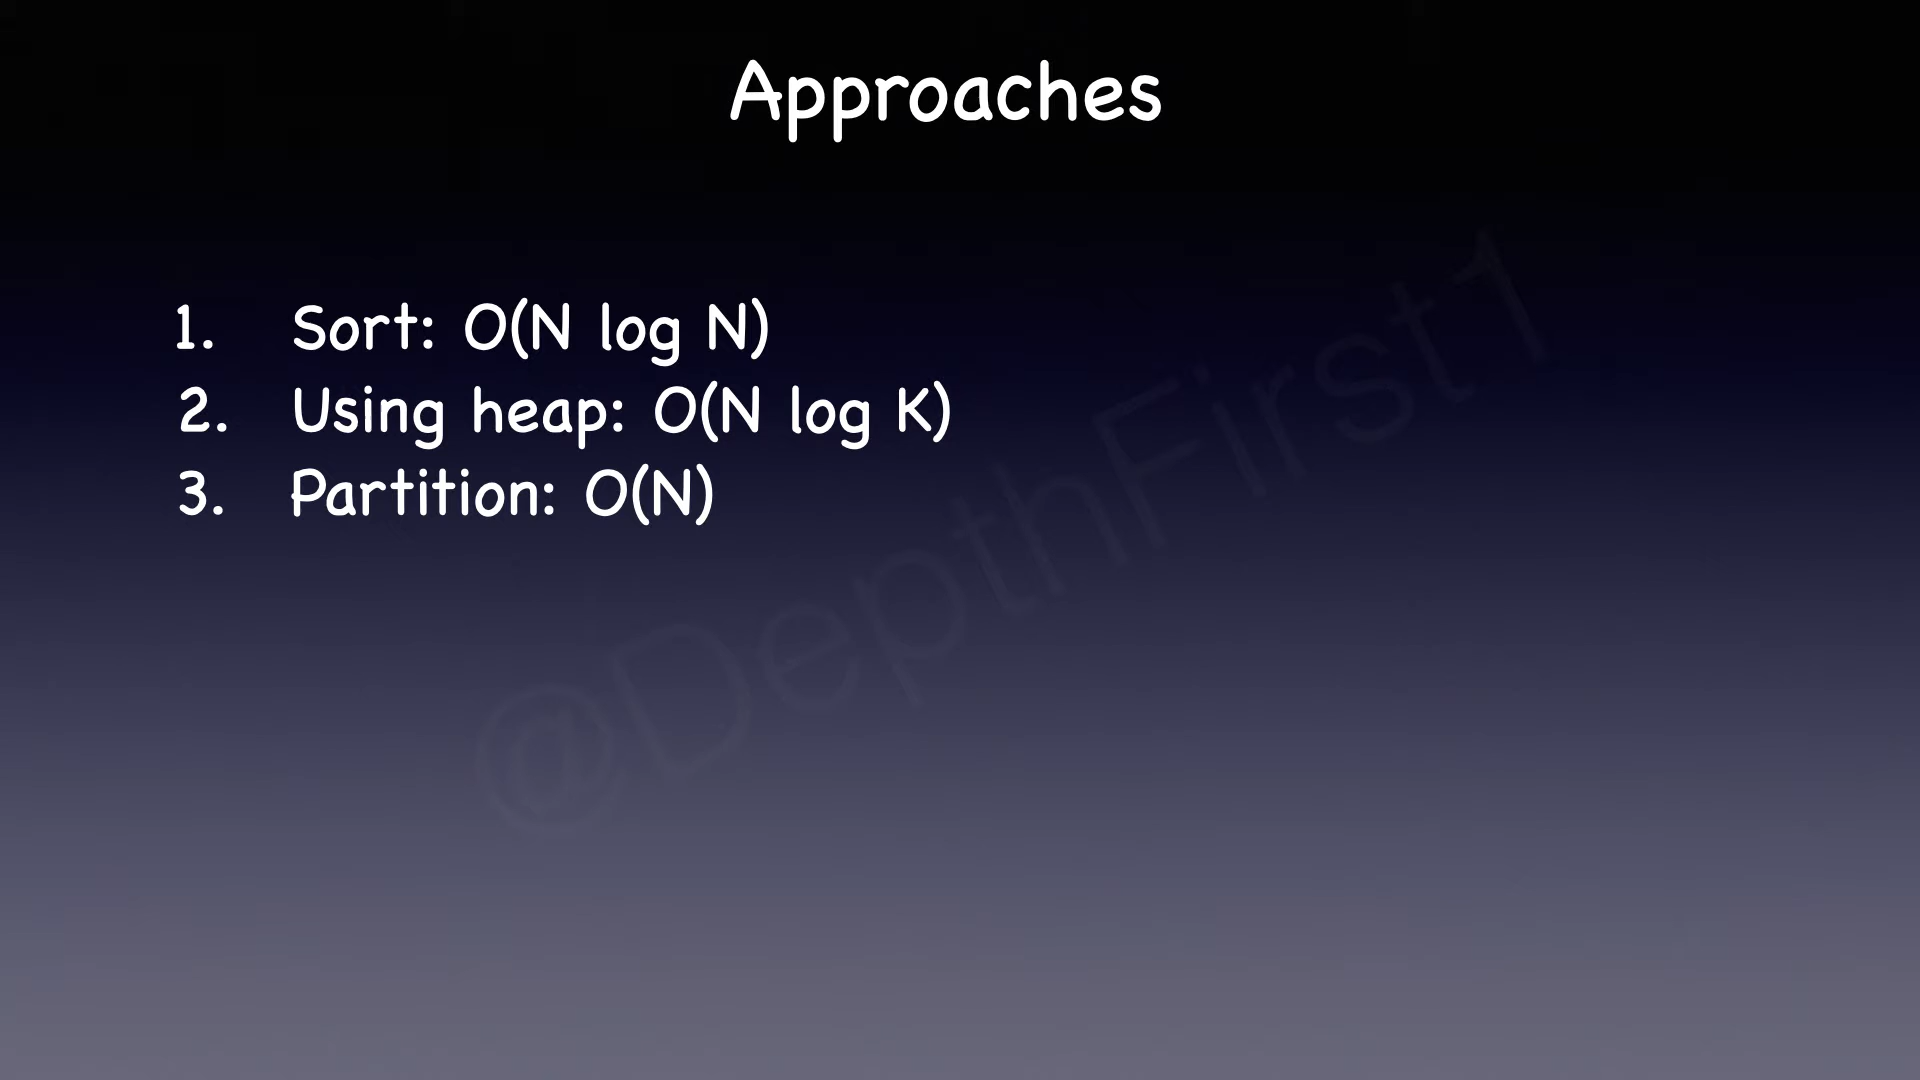 Approaches
1. Sort: O(N log N)
2. Using heap: O(N log K)
3. Partition: O(N)
@DepthFirst1